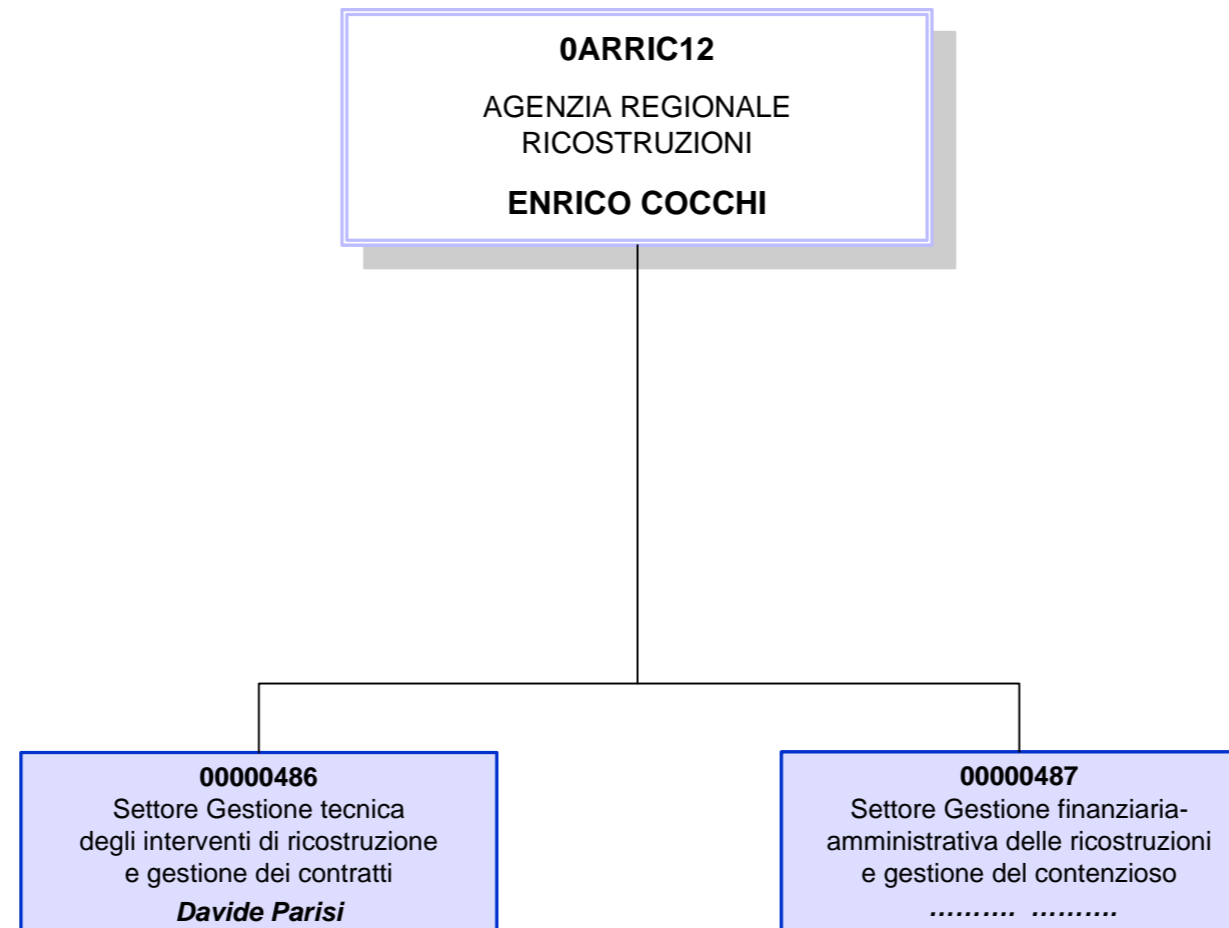 0ARRIC12
AGENZIA REGIONALE
RICOSTRUZIONI
ENRICO COCCHI
00000486
Settore Gestione tecnica
degli interventi di ricostruzione
e gestione dei contratti
Davide Parisi
00000487
Settore Gestione finanziaria-
amministrativa delle ricostruzioni
e gestione del contenzioso
………. ……….